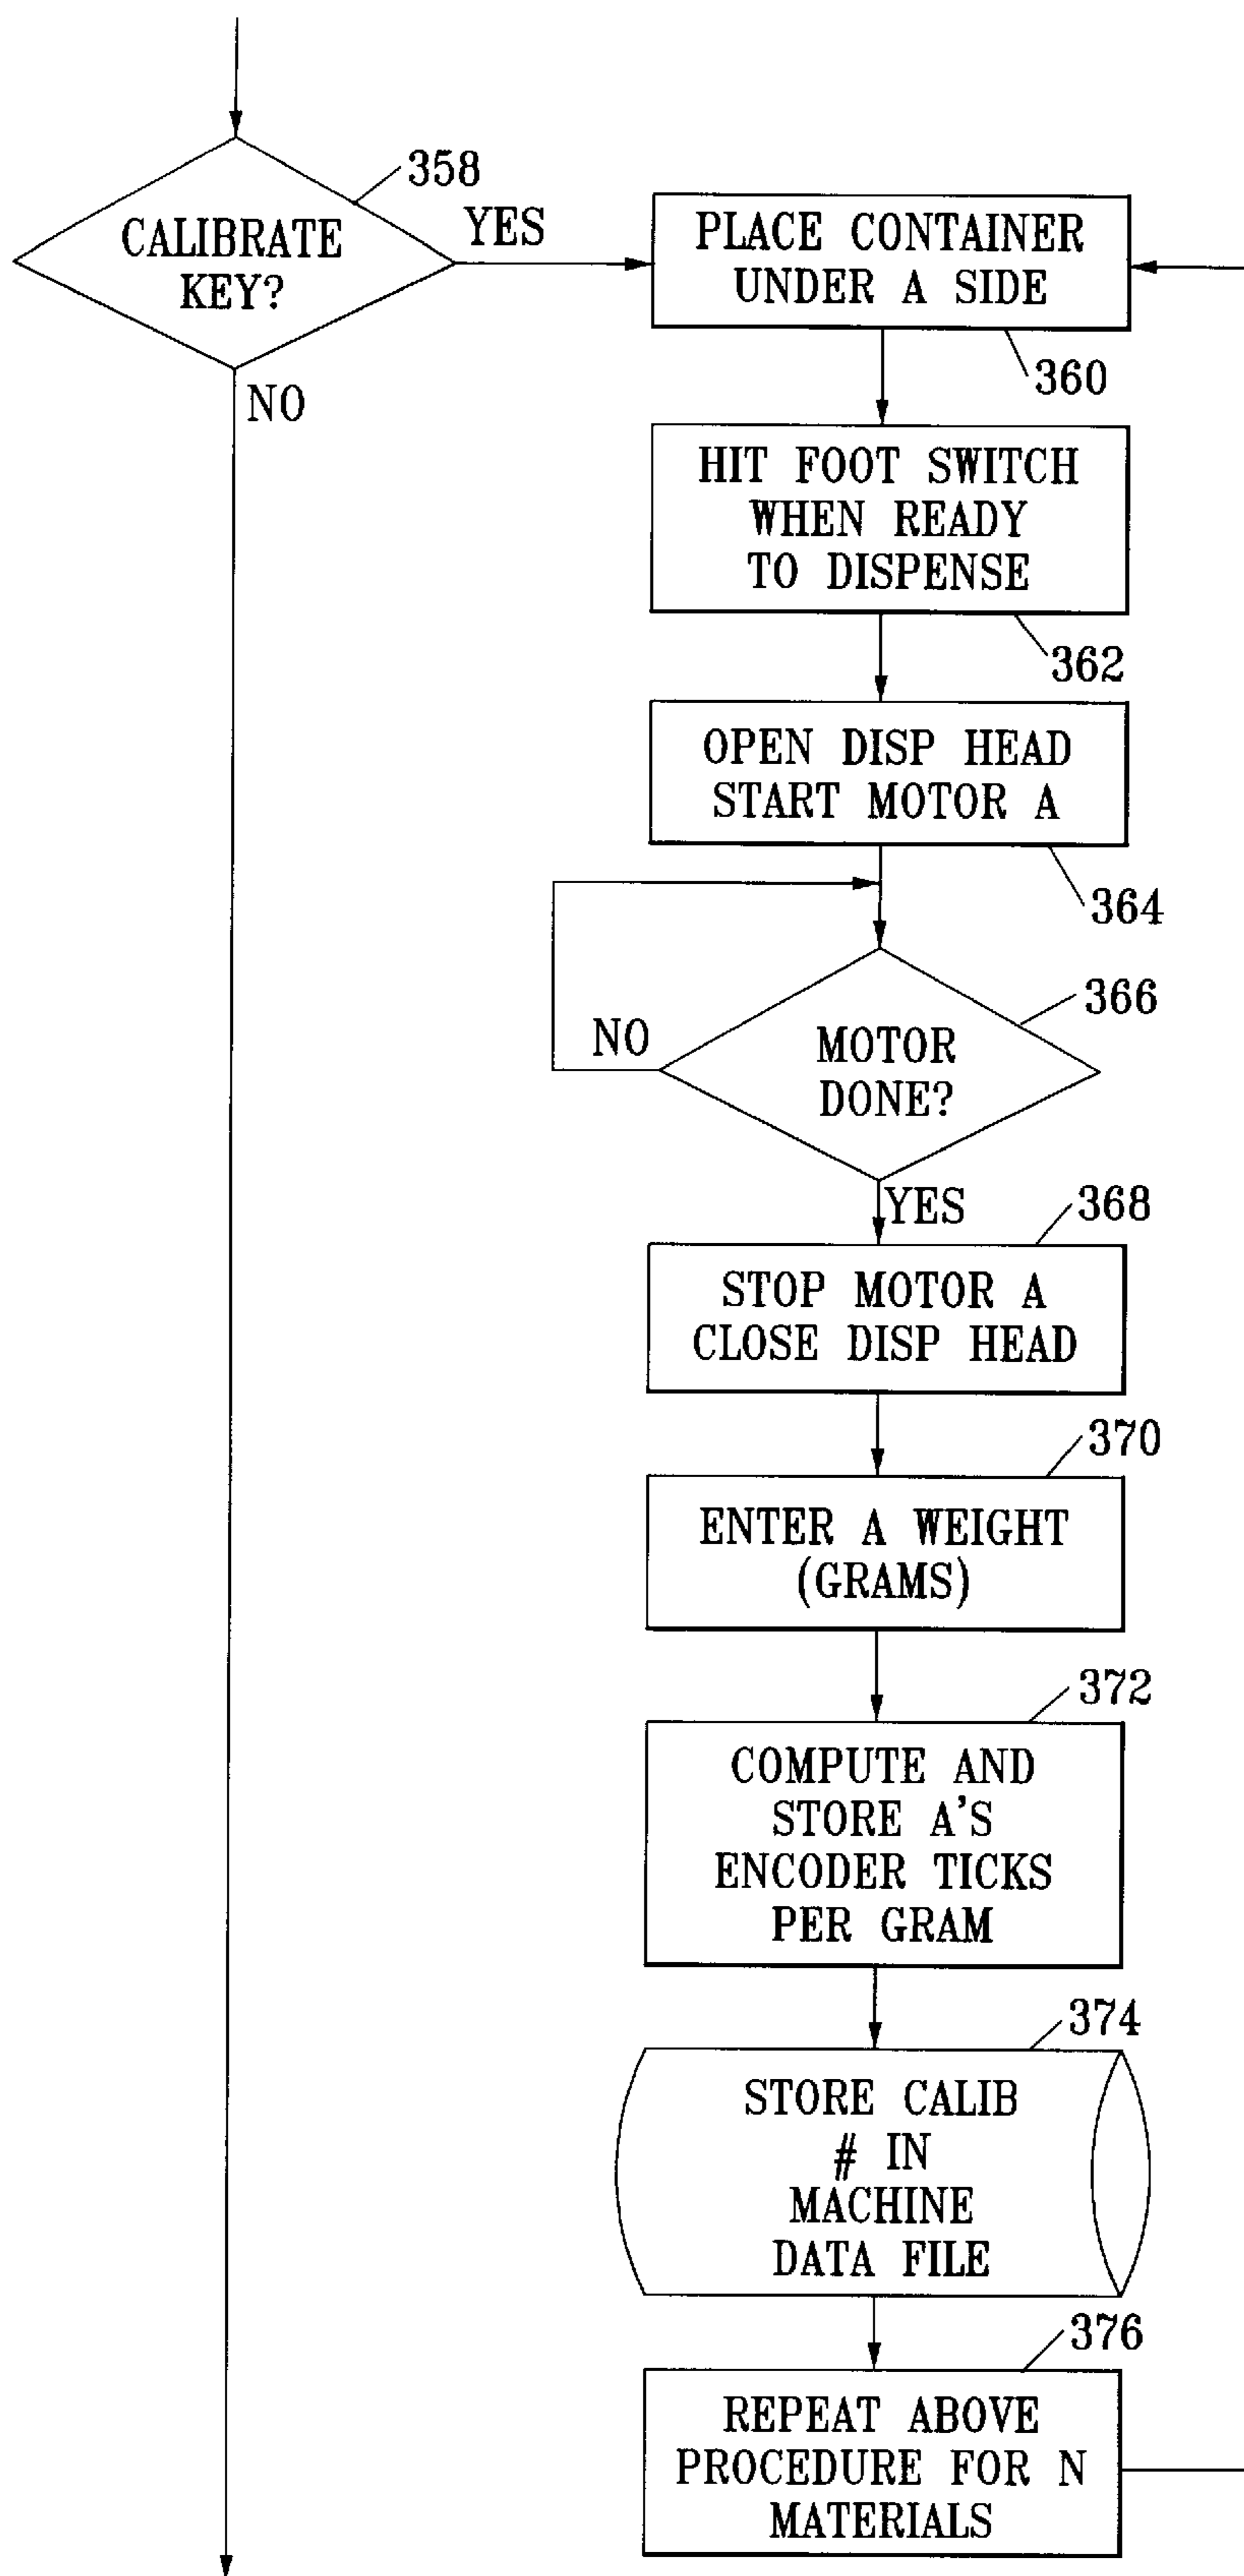 358
CALIBRATE
KEY?
YES
NO
PLACE CONTAINER
UNDER A SIDE
360
HIT FOOT SWITCH
WHEN READY
TO DISPENSE
362
OPEN DISP HEAD
START MOTOR A
364
366
MOTOR
DONE?
NO
YES
368
STOP MOTOR A
CLOSE DISP HEAD
370
ENTER A WEIGHT
(GRAMS)
372
COMPUTE AND
STORE A'S
ENCODER TICKS
PER GRAM
374
STORE CALIB
# IN
MACHINE
DATA FILE
376
REPEAT ABOVE
PROCEDURE FOR N
MATERIALS